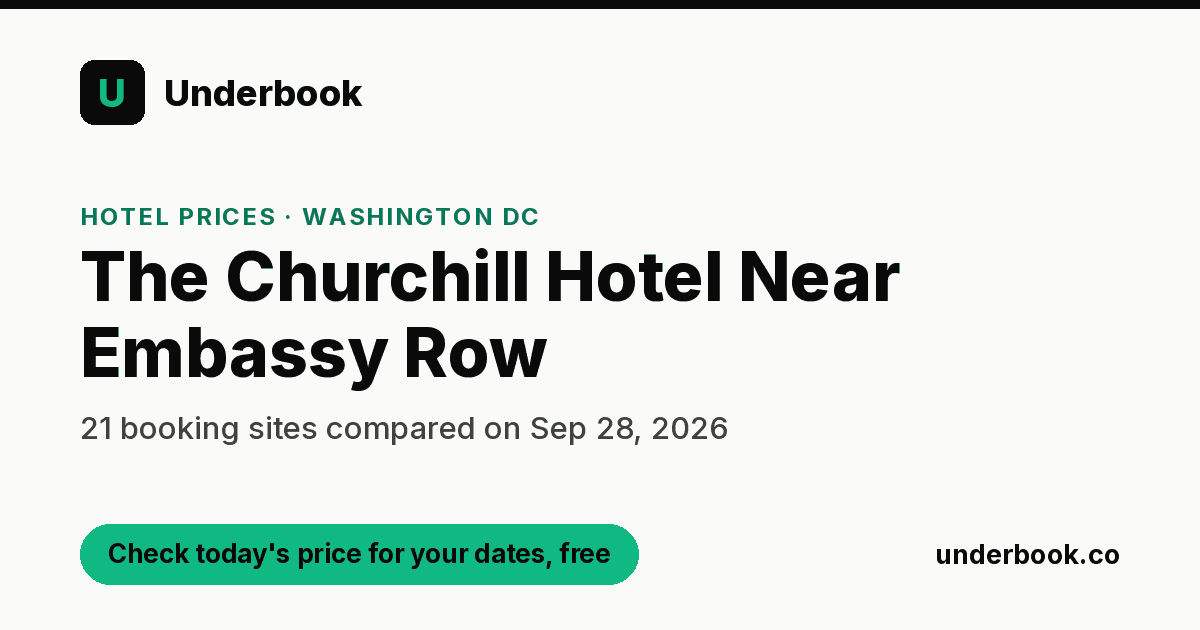 U Underbook
HOTEL PRICES · WASHINGTON DC
The Churchill Hotel Near
Embassy Row
21 booking sites compared on Sep 28, 2026
Check today's price for your dates, free
underbook.co